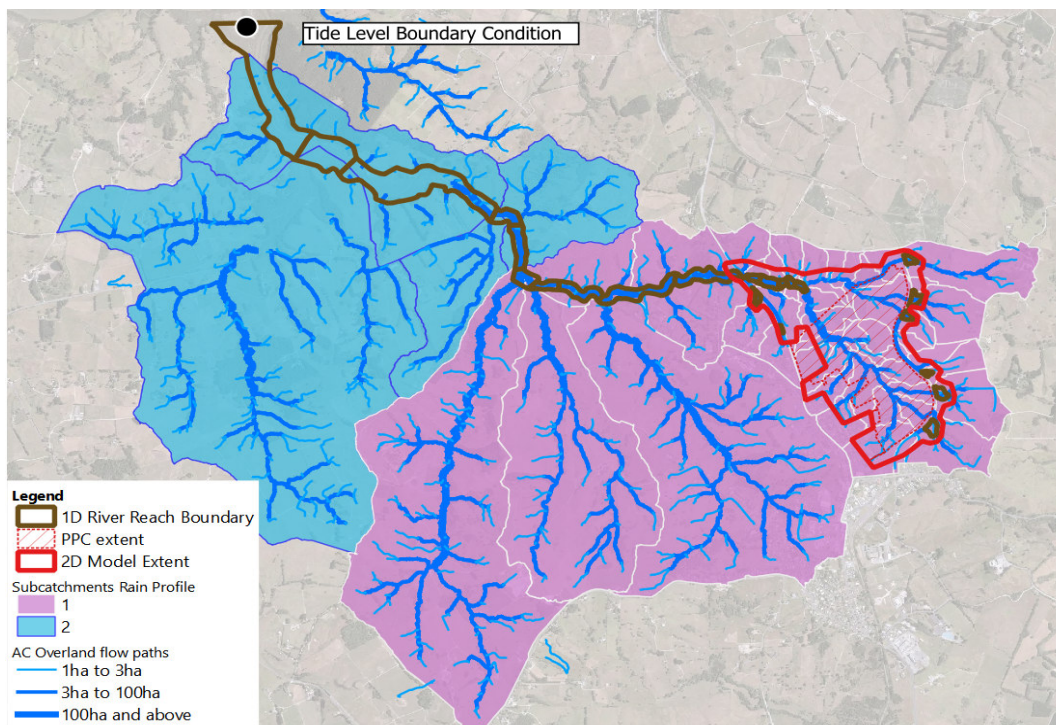 Tide Level Boundary Condition
Legend
1D River Reach Boundary
PPC extent
2D Model Extent
Subcatchments Rain Profile
1
2
AC Overland flow paths
1ha to 3ha
3ha to 100ha
100ha and above